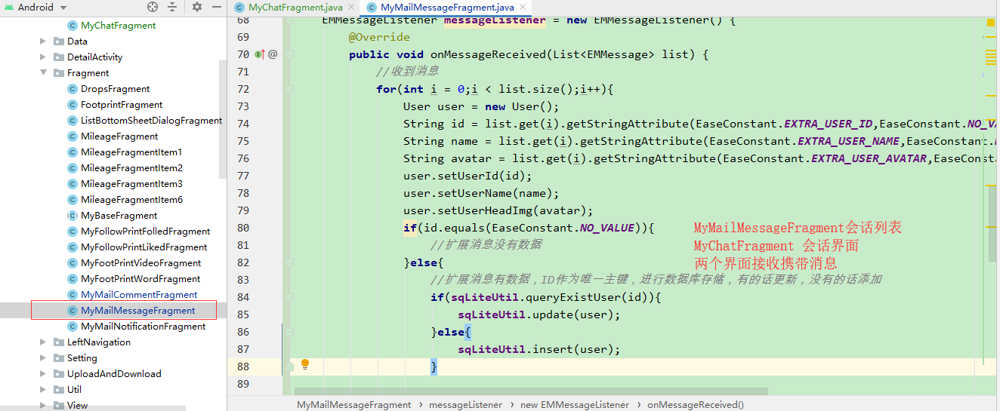 Android
MyChatFragment.java
MyMailMessageFragment.java
MyChatFragment
Data
DetailActivity
Fragment
DropsFragment
FootprintFragment
ListBottomSheetDialogFragment
MileageFragment
MileageFragmentItem1
MileageFragmentItem2
MileageFragmentItem3
MileageFragmentItem6
MyBaseFragment
MyFollowPrintFolledFragment
MyFollowPrintLikedFragment
MyFootPrintVideoFragment
MyFootPrintWordFragment
MyMailCommentFragment
MyMailMessageFragment
MyMailNotificationFragment
LeftNavigation
Setting
UploadAndDownload
Util
View
68 EMMessageListener messageListener = new EMMessageListener() {
69 @Override
70 @ public void onMessageReceived(List<EMMessage> list) {
71 //收到消息
72 for(int i = 0;i < list.size();i++){
73 User user = new User();
74 String id = list.get(i).getStringAttribute(EaseConstant.EXTRA_USER_ID,EaseConstant.NO_VA
75 String name = list.get(i).getStringAttribute(EaseConstant.EXTRA_USER_NAME,EaseConstant.
76 String avatar = list.get(i).getStringAttribute(EaseConstant.EXTRA_USER_AVATAR,EaseConsta
77 user.setUserId(id);
78 user.setUserName(name);
79 user.setUserHeadImg(avatar);
80 if(id.equals(EaseConstant.NO_VALUE)){ MyMailMessageFragment会话列表
81 //扩展消息没有数据 MyChatFragment 会话界面
82 }else{ 两个界面接收携带消息
83 //扩展消息有数据，ID作为唯一主键，进行数据库存储，有的话更新，没有的话添加
84 if(sqLiteUtil.queryExistUser(id)){
85 sqLiteUtil.update(user);
86 }else{
87 sqLiteUtil.insert(user);
88 }
89
MyMailMessageFragment › messageListener › new EMMessageListener › onMessageReceived()